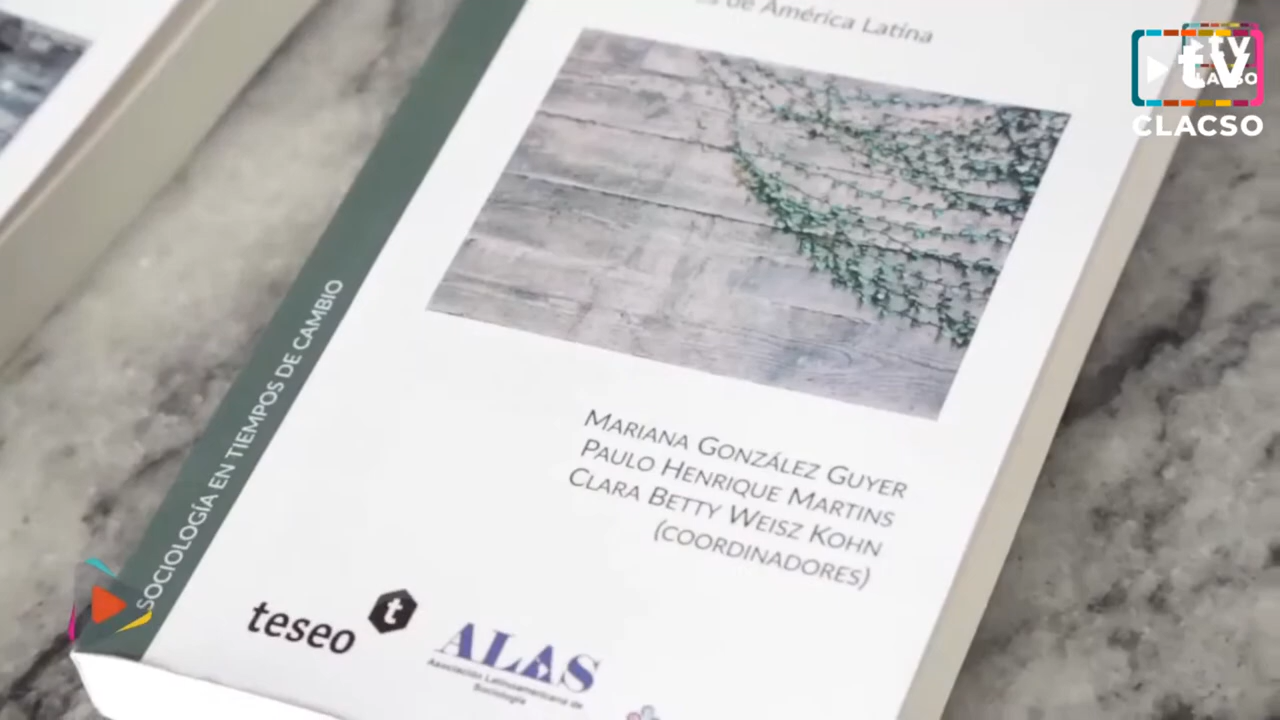 de América Latina
tv
CLACSO
SOCIOLOGÍA EN TIEMPOS DE CAMBIO
MARIANA GONZÁLEZ GUYER
PAULO HENRIQUE MARTINS
CLARA BETTY WEISZ KOHN
(COORDINADORES)
teseo
t
ALAS
Asociación Latinoamericana de
Sociología